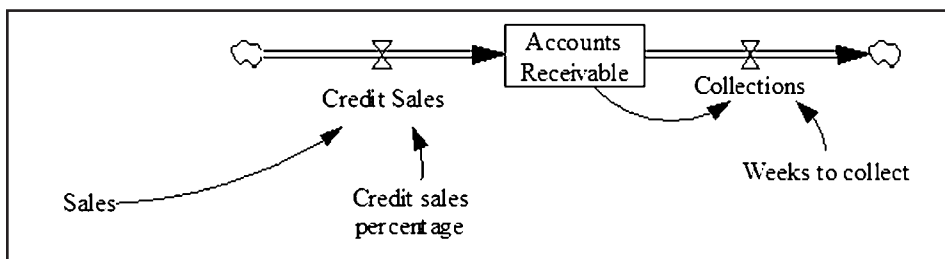 Accounts
Receivable
Credit Sales
Collections
Sales
Credit sales
percentage
Weeks to collect